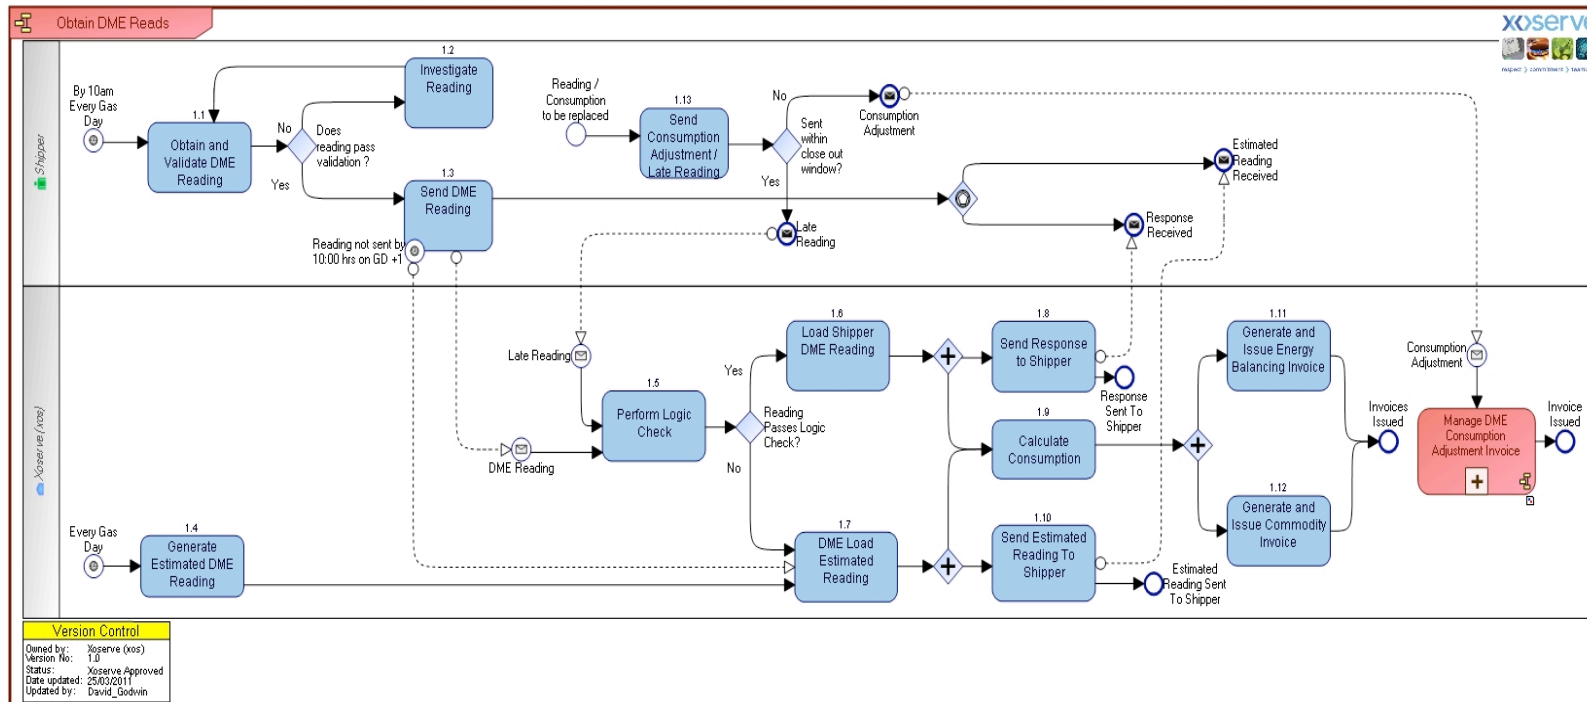 Obtain DME Reads
xoserve
respect > commitment > teamwork
Shipper
By 10am
Every Gas
Day
1.1
Obtain and
Validate DME
Reading
No
Yes
Does
reading pass
validation ?
1.2
Investigate
Reading
1.3
Send DME
Reading
Reading not sent by
10:00 hrs on GD +1
Reading /
Consumption
to be replaced
1.13
Send
Consumption
Adjustment /
Late Reading
No
Sent
within
close out
window?
Yes
Consumption
Adjustment
Late
Reading
Estimated
Reading
Received
Response
Received
Xoserve(xos)
Late Reading
DME Reading
1.5
Perform Logic
Check
Yes
Reading
Passes Logic
Check?
No
1.6
Load Shipper
DME Reading
1.8
Send Response
to Shipper
Response
Sent To
Shipper
1.9
Calculate
Consumption
1.11
Generate and
Issue Energy
Balancing Invoice
Invoices
Issued
1.12
Generate and
Issue Commodity
Invoice
Consumption
Adjustment
Manage DME
Consumption
Adjustment Invoice
Invoice
Issued
Every Gas
Day
1.4
Generate
Estimated DME
Reading
1.7
DME Load
Estimated
Reading
1.10
Send Estimated
Reading To
Shipper
Estimated
Reading Sent
To Shipper
Version Control
Owned by: Xoserve (xos)
Version No: 1.0
Status: Xoserve Approved
Date updated: 25/03/2011
Updated by: David_Godwin